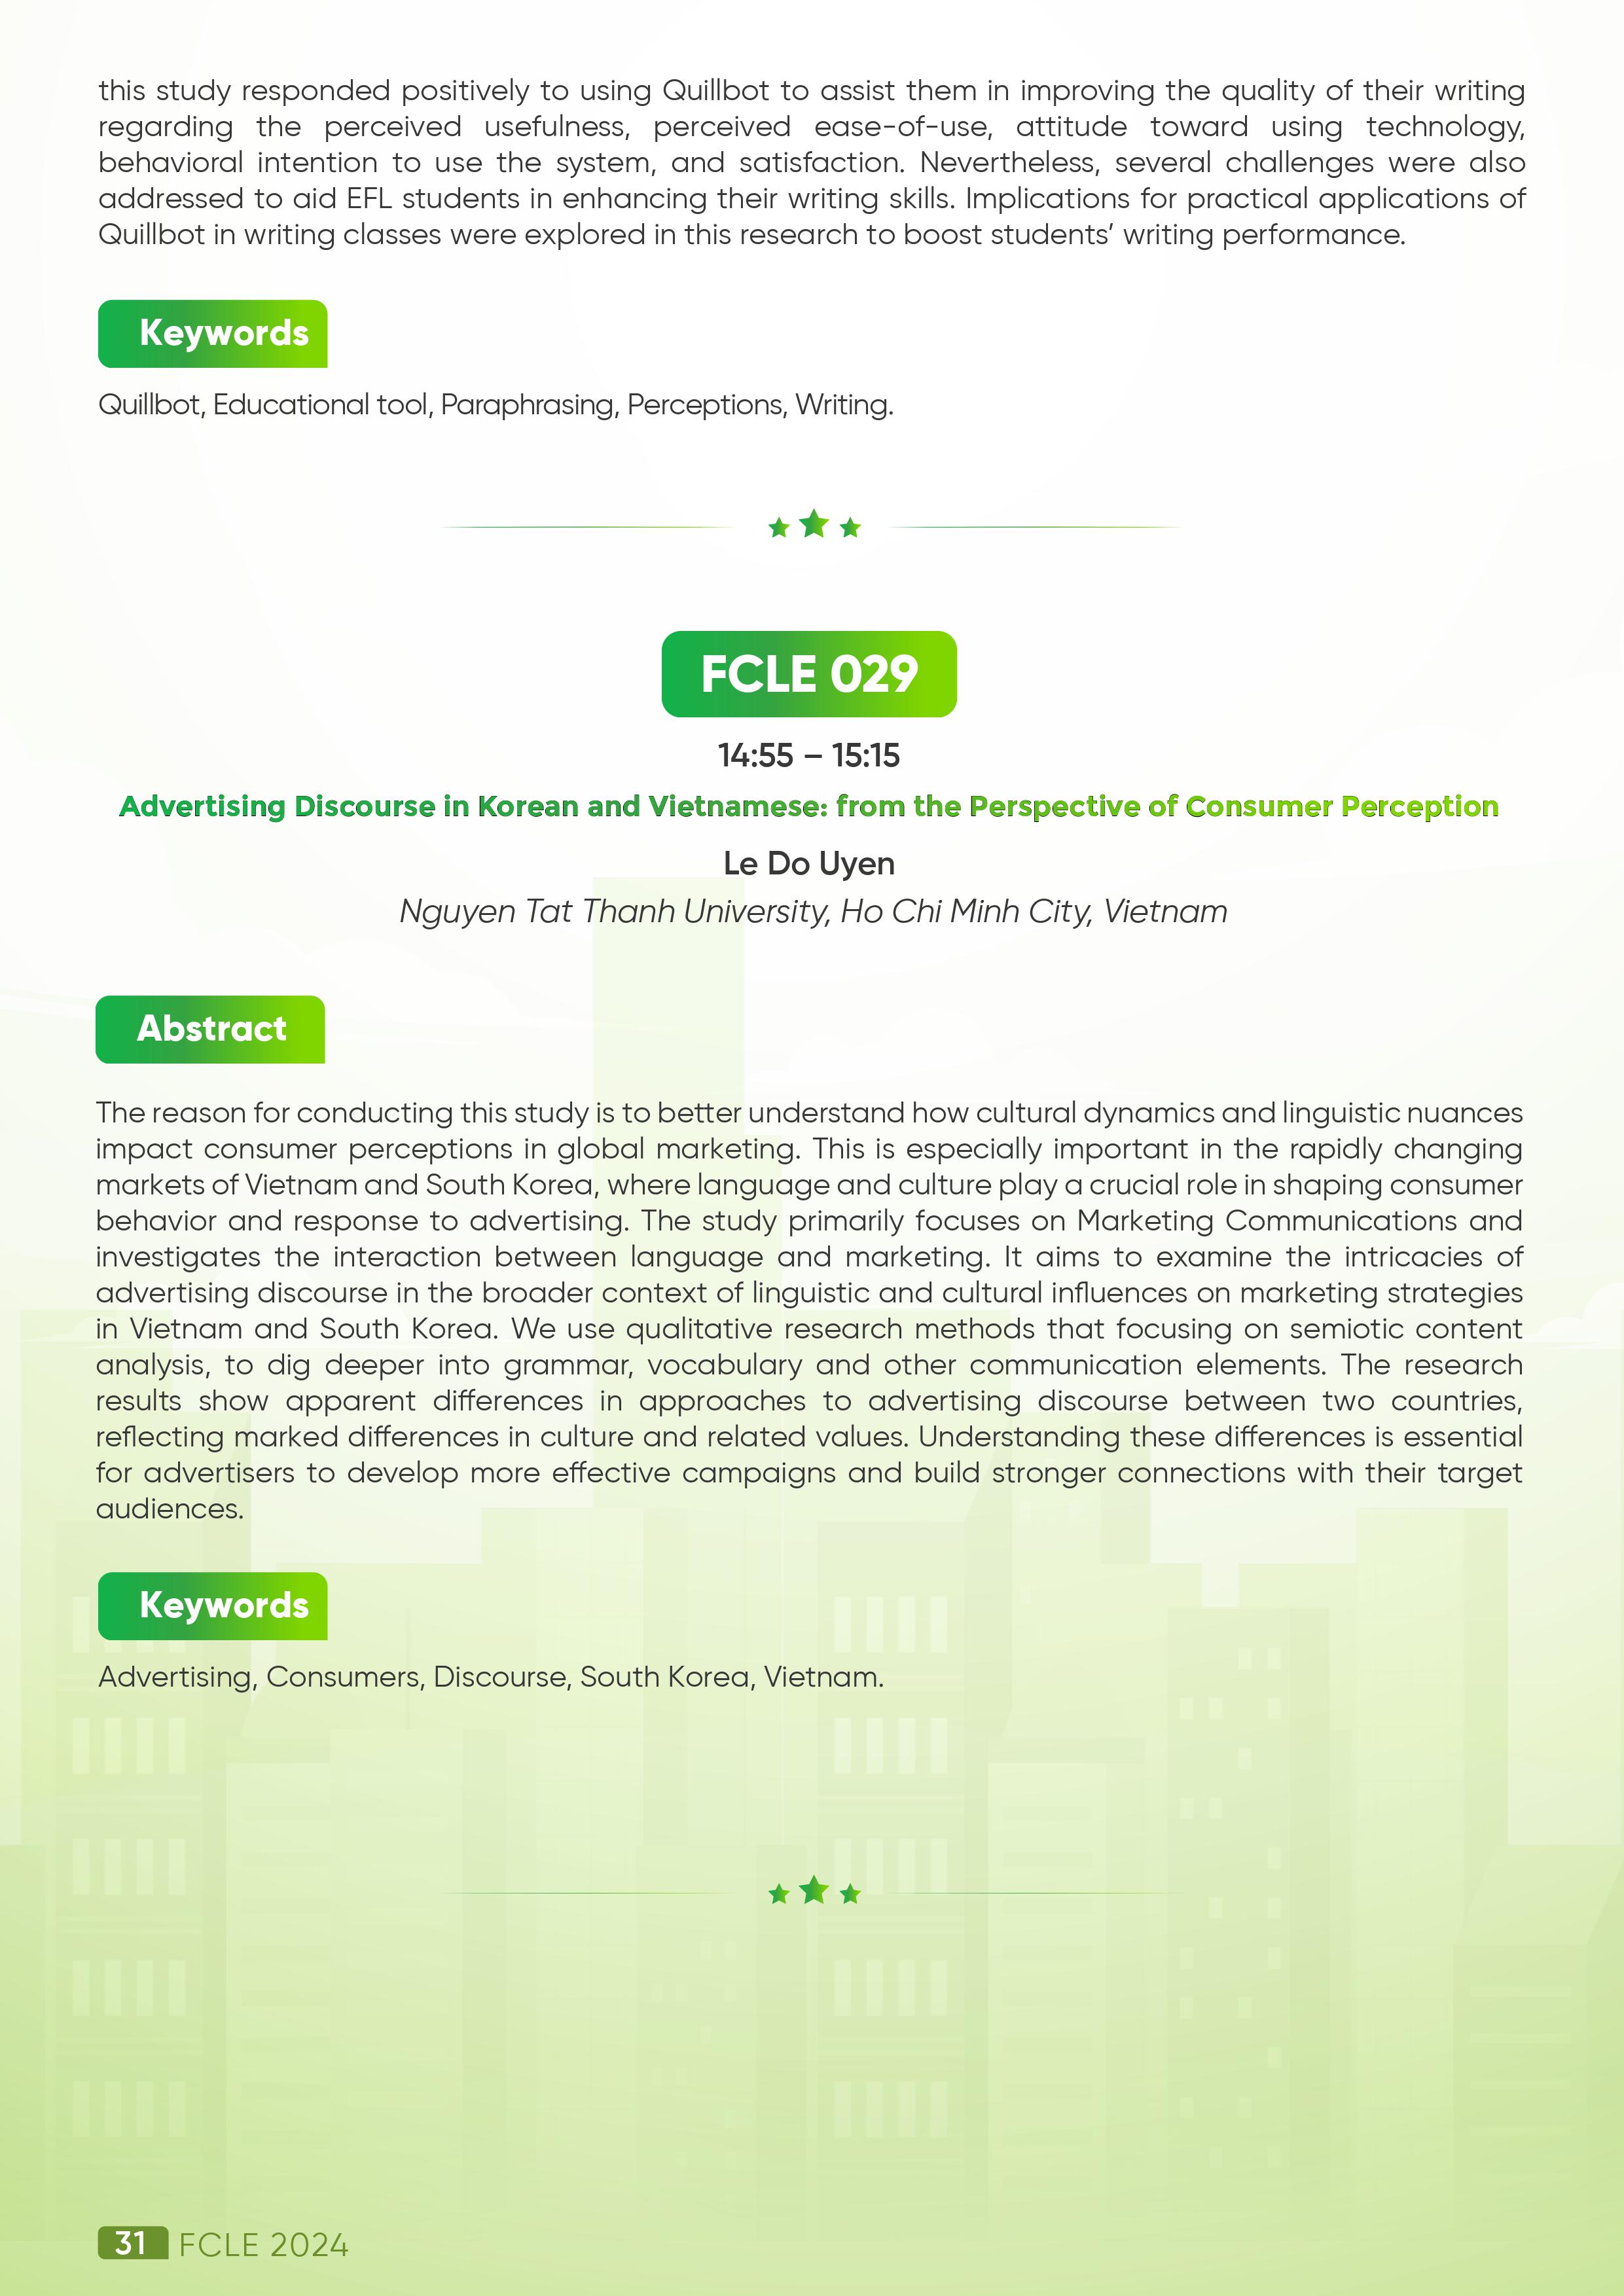 this study responded positively to using Quillbot to assist them in improving the quality of their writing
regarding the perceived usefulness, perceived ease-of-use, attitude toward using technology,
behavioral intention to use the system, and satisfaction. Nevertheless, several challenges were also
addressed to aid EFL students in enhancing their writing skills. Implications for practical applications of
Quillbot in writing classes were explored in this research to boost students’ writing performance.
Keywords
Quillbot, Educational tool, Paraphrasing, Perceptions, Writing.
FCLE 029
14:55 – 15:15
Advertising Discourse in Korean and Vietnamese: from the Perspective of Consumer Perception
Le Do Uyen
Nguyen Tat Thanh University, Ho Chi Minh City, Vietnam
Abstract
The reason for conducting this study is to better understand how cultural dynamics and linguistic nuances
impact consumer perceptions in global marketing. This is especially important in the rapidly changing
markets of Vietnam and South Korea, where language and culture play a crucial role in shaping consumer
behavior and response to advertising. The study primarily focuses on Marketing Communications and
investigates the interaction between language and marketing. It aims to examine the intricacies of
advertising discourse in the broader context of linguistic and cultural influences on marketing strategies
in Vietnam and South Korea. We use qualitative research methods that focusing on semiotic content
analysis, to dig deeper into grammar, vocabulary and other communication elements. The research
results show apparent differences in approaches to advertising discourse between two countries,
reflecting marked differences in culture and related values. Understanding these differences is essential
for advertisers to develop more effective campaigns and build stronger connections with their target
audiences.
Keywords
Advertising, Consumers, Discourse, South Korea, Vietnam.
31 FCLE 2024